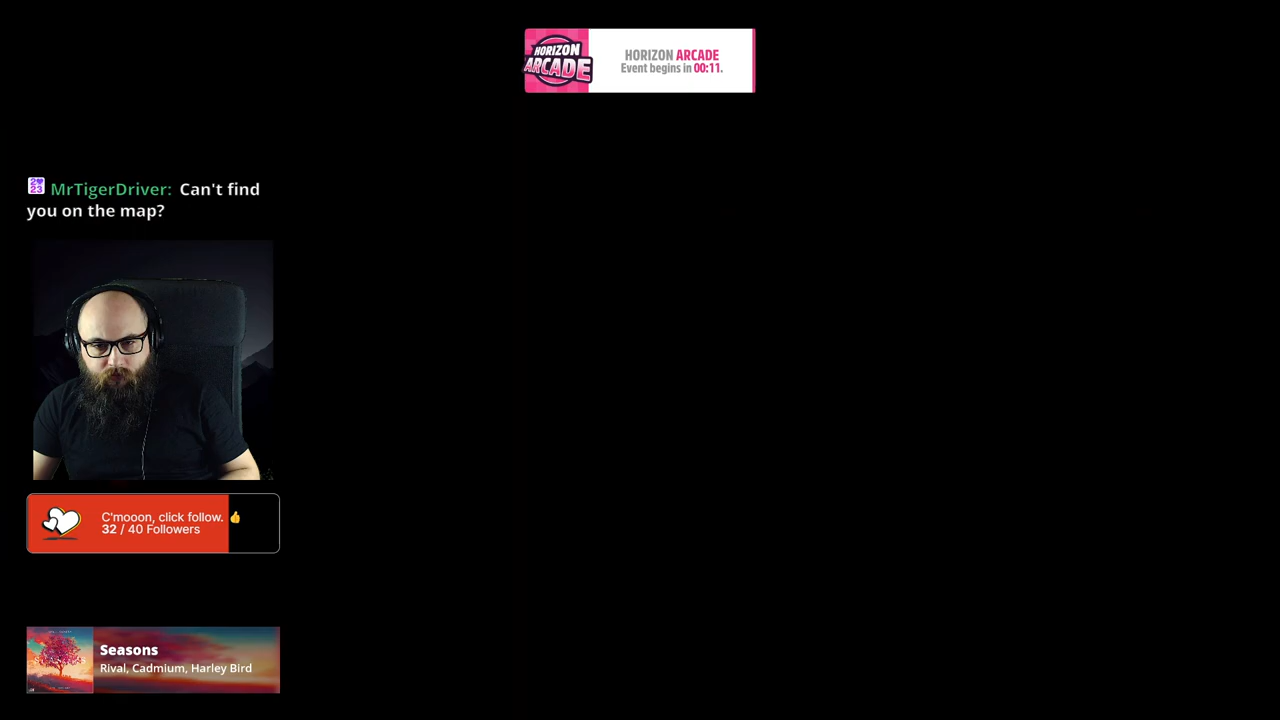 HORIZON
ARCADE
HORIZON ARCADE
Event begins in 00:11.
MrTigerDriver: Can't find
you on the map?
C'mooon, click follow. 👍
32 / 40 Followers
Seasons
Rival, Cadmium, Harley Bird